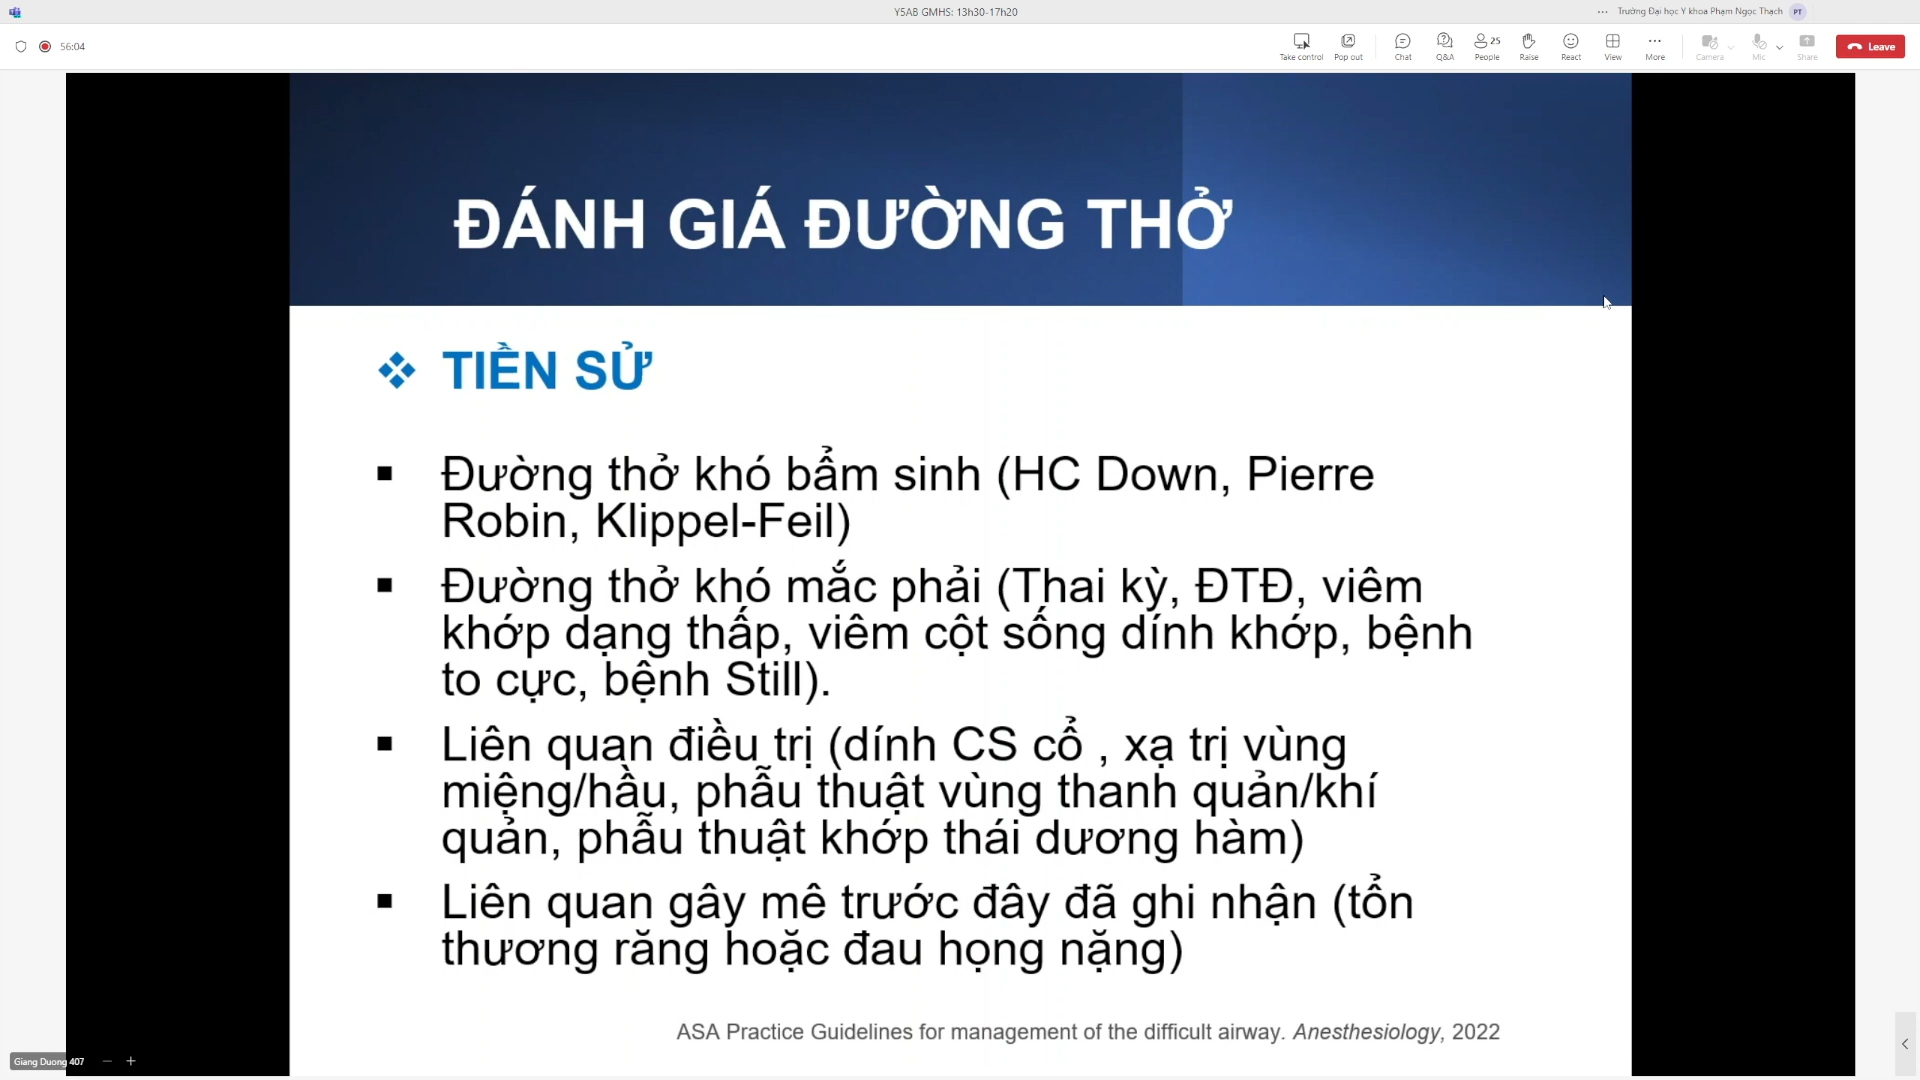 Y5AB GMHS: 13h30-17h20
Trường Đại học Y khoa Phạm Ngọc Thạch
PT
56:04
Take control
Pop out
Chat
Q&A
25
People
Raise
React
View
More
Camera
Mic
Share
Leave
ĐÁNH GIÁ ĐƯỜNG THỞ
TIỀN SỬ
Đường thở khó bẩm sinh (HC Down, Pierre
Robin, Klippel-Feil)
Đường thở khó mắc phải (Thai kỳ, ĐTĐ, viêm
khớp dạng thấp, viêm cột sống dính khớp, bệnh
to cực, bệnh Still).
Liên quan điều trị (dính CS cổ , xạ trị vùng
miệng/hầu, phẫu thuật vùng thanh quản/khí
quản, phẫu thuật khớp thái dương hàm)
Liên quan gây mê trước đây đã ghi nhận (tổn
thương răng hoặc đau họng nặng)
ASA Practice Guidelines for management of the difficult airway. Anesthesiology, 2022
Giang Duong 407